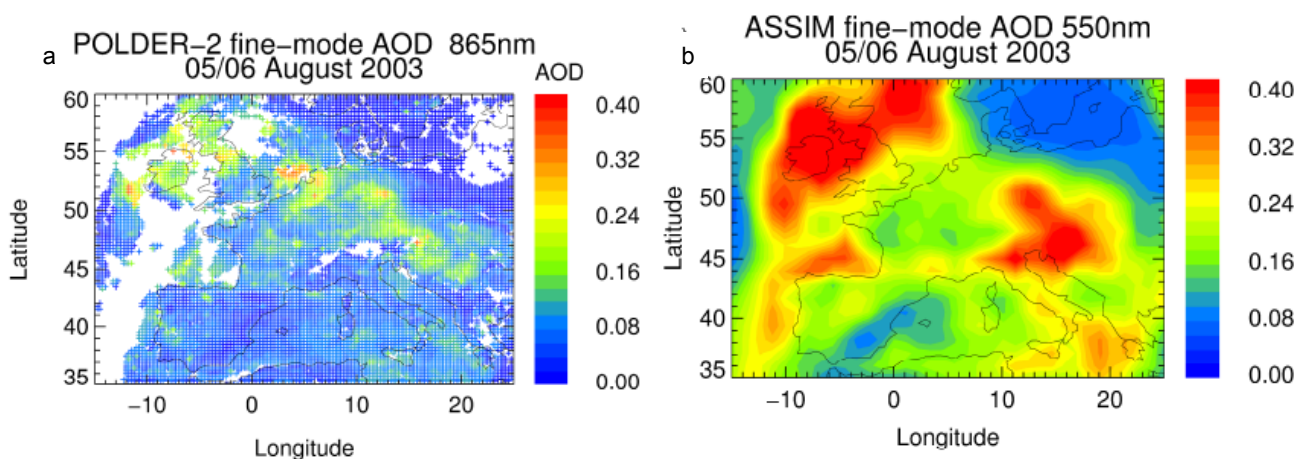 a
POLDER-2 fine-mode AOD 865nm
05/06 August 2003
AOD
60
55
50
45
40
35
Latitude
-10
0
10
20
Longitude
0.40
0.32
0.24
0.16
0.08
0.00
b
ASSIM fine-mode AOD 550nm
05/06 August 2003
60
55
50
45
40
35
Latitude
-10
0
10
20
Longitude
0.40
0.32
0.24
0.16
0.08
0.00